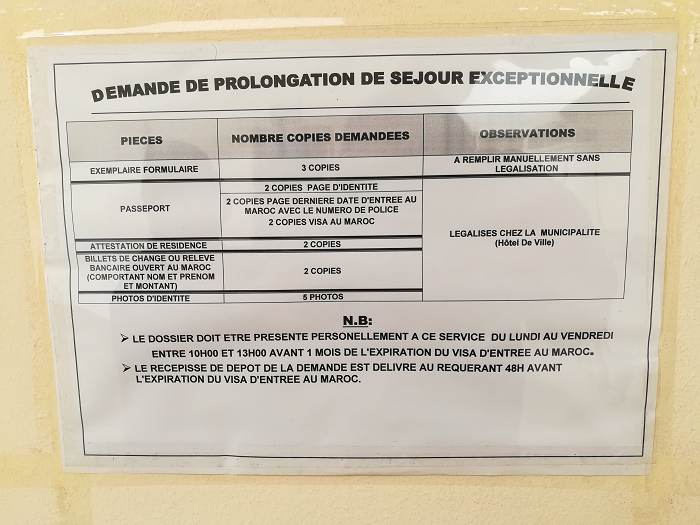 DEMANDE DE PROLONGATION DE SEJOUR EXCEPTIONNELLE
PIECES
NOMBRE COPIES DEMANDEES
OBSERVATIONS
EXEMPLAIRE FORMULAIRE
3 COPIES
A REMPLIR MANUELLEMENT SANS
LEGALISATION
PASSEPORT
2 COPIES PAGE D'IDENTITE
2 COPIES PAGE DERNIERE DATE D'ENTREE AU
MAROC AVEC LE NUMERO DE POLICE
2 COPIES VISA AU MAROC
LEGALISES CHEZ LA MUNICIPALITE
(Hôtel De Ville)
ATTESTATION DE RESIDENCE
2 COPIES
BILLETS DE CHANGE OU RELEVE
BANCAIRE OUVERT AU MAROC
(COMPORTANT NOM ET PRENOM
ET MONTANT)
2 COPIES
PHOTOS D'IDENTITE
5 PHOTOS
N.B:
➢ LE DOSSIER DOIT ETRE PRESENTE PERSONELLEMENT A CE SERVICE DU LUNDI AU VENDREDI
ENTRE 10H00 ET 13H00 AVANT 1 MOIS DE L'EXPIRATION DU VISA D'ENTREE AU MAROC.
➢ LE RECEPISSE DE DEPOT DE LA DEMANDE EST DELIVRE AU REQUERANT 48H AVANT
L'EXPIRATION DU VISA D'ENTREE AU MAROC.